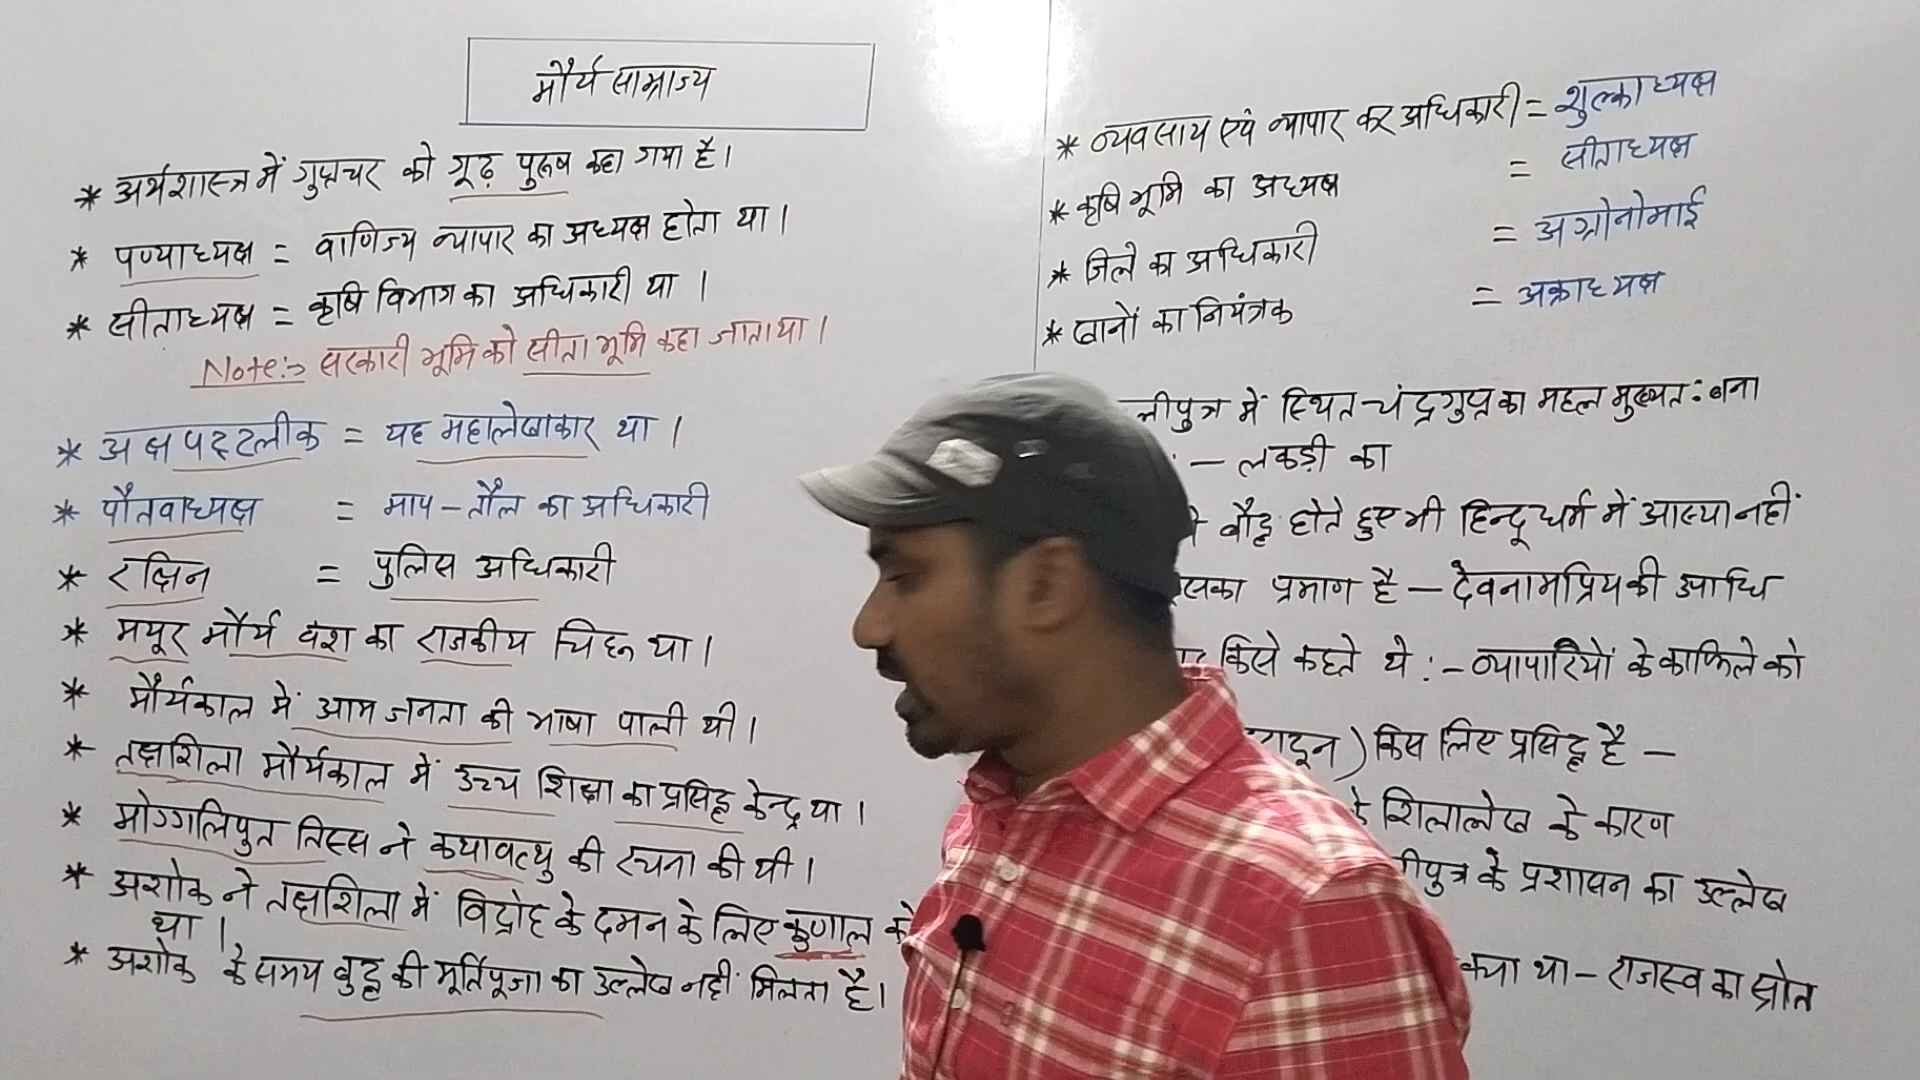 मौर्य साम्राज्य
* अर्थशास्त्र में गुप्तचर को गूढ़ पुरूष कहा गया है।
* पण्याध्यक्ष = वाणिज्य व्यापार का अध्यक्ष होता था।
* सीताध्यक्ष = कृषि विभाग का अधिकारी था।
Note:-> सरकारी भूमि को सीता भूमि कहा जाता था।
* अक्षपट्टलीक = यह महालेखाकार था।
* पौतवाध्यक्ष = माप-तौल का अधिकारी
* रक्षिन = पुलिस अधिकारी
* मयूर मौर्य वंश का राजकीय चिह्न था।
* मौर्यकाल में आम जनता की भाषा पाली थी।
* तक्षशिला मौर्यकाल में उच्च शिक्षा का प्रसिद्ध केन्द्र था।
* मोग्गलिपुत तिस्स ने कथावत्थु की रचना की थी।
* अशोक ने तक्षशिला में विद्रोह के दमन के लिए कुणाल को
था।
* अशोक के समय बुद्ध की मूर्तिपूजा का उल्लेख नहीं मिलता है।
* व्यवसाय एवं व्यापार कर अधिकारी = शुल्काध्यक्ष
* कृषि भूमि का अध्यक्ष = सीताध्यक्ष
* जिले का अधिकारी = अग्रोनोमाई
* खानों का नियंत्रक = अक्राध्यक्ष
लीपुत्र में स्थित चंद्रगुप्त का महल मुख्यत: बना
:- लकड़ी का
बौद्ध होते हुए भी हिन्दू धर्म में आस्था नहीं
सका प्रमाण है - देवनामप्रिय की उपाधि
किसे कहते थे :- व्यापारियों के काफिले को
दून) किस लिए प्रसिद्ध है -
के शिलालेख के कारण
लीपुत्र के प्रशासन का उल्लेख
क्या था - राजस्व का स्रोत